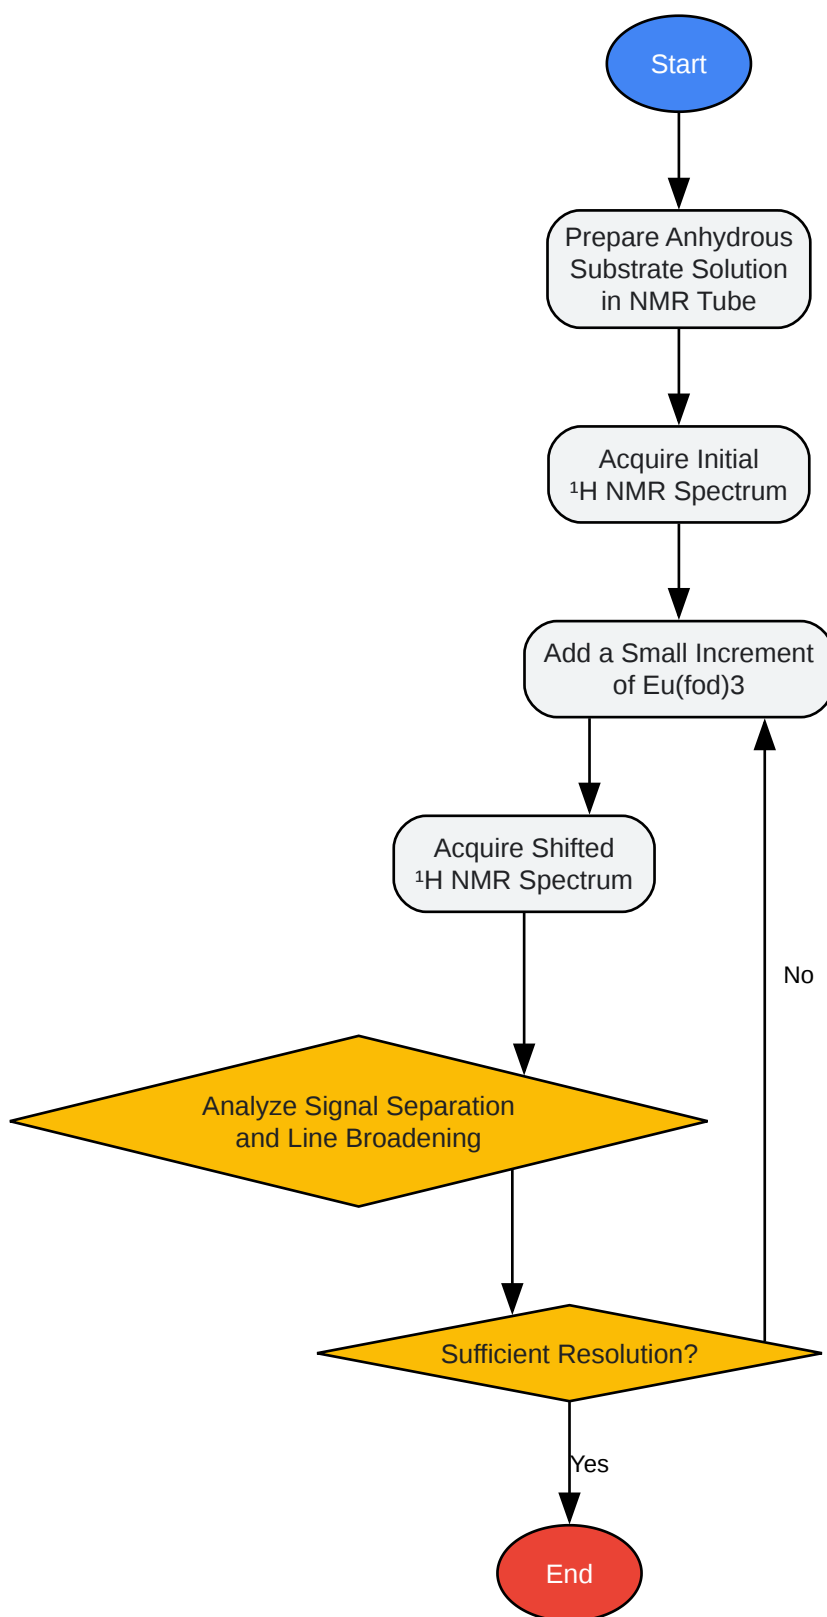 Start
Prepare Anhydrous
Substrate Solution
in NMR Tube
Acquire Initial
¹H NMR Spectrum
Add a Small Increment
of Eu(fod)3
Acquire Shifted
¹H NMR Spectrum
No
Analyze Signal Separation
and Line Broadening
Sufficient Resolution?
Yes
End